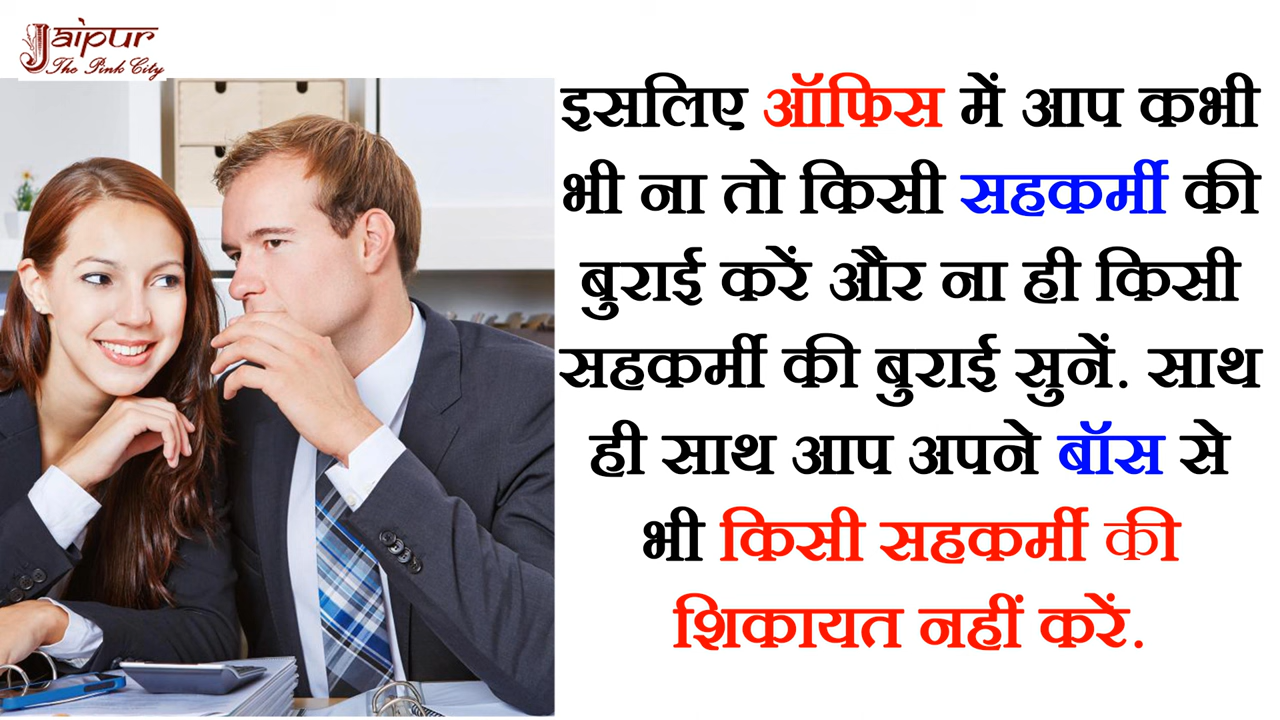 Jaipur
The Pink City
इसलिए ऑफिस में आप कभी
भी ना तो किसी सहकर्मी की
बुराई करें और ना ही किसी
सहकर्मी की बुराई सुनें. साथ
ही साथ आप अपने बॉस से
भी किसी सहकर्मी की
शिकायत नहीं करें.